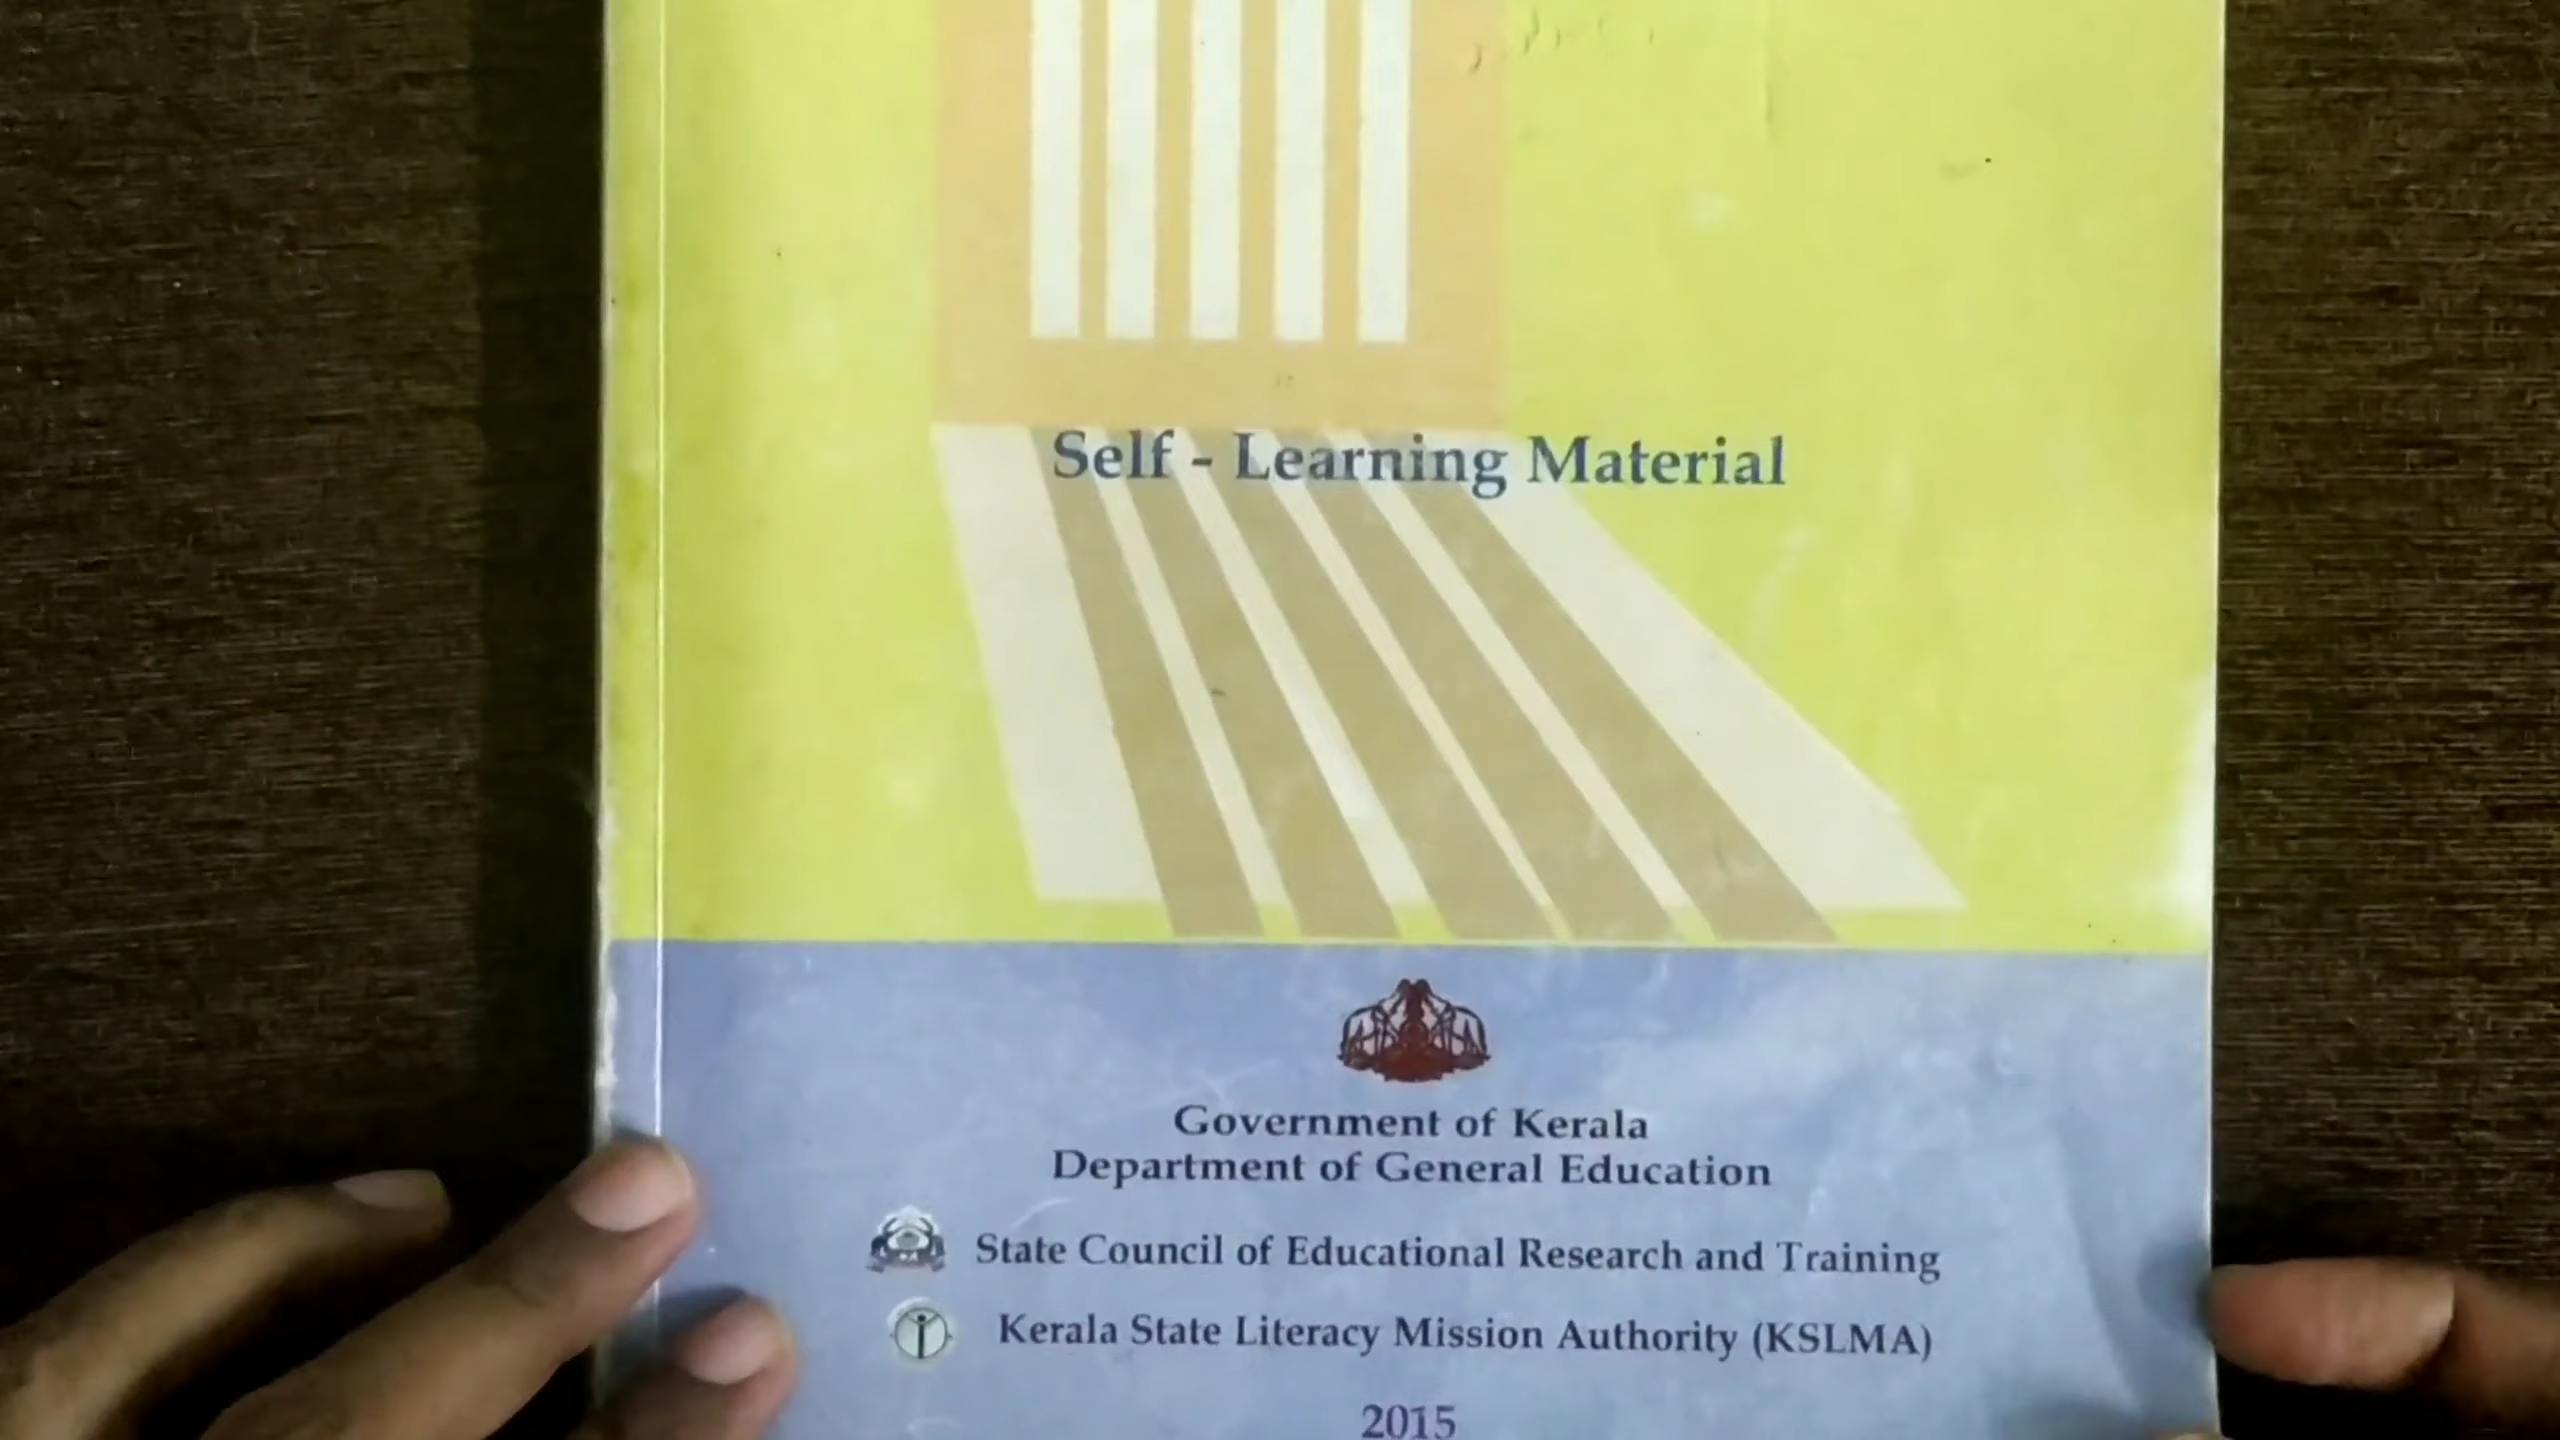 Self - Learning Material
Government of Kerala
Department of General Education
State Council of Educational Research and Training
Kerala State Literacy Mission Authority (KSLMA)
2015